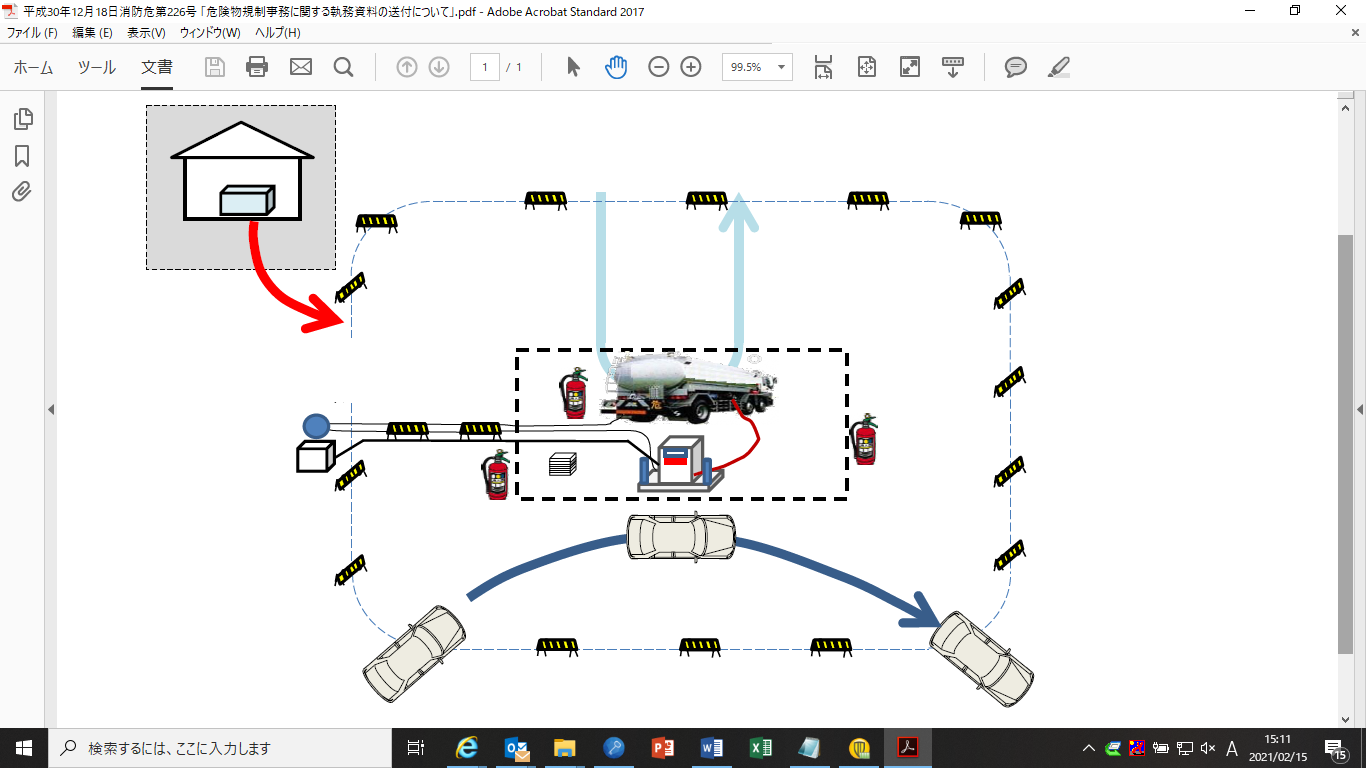 平成30年12月18日消防危第226号 「危険物規制事務に関する執務資料の送付について」.pdf - Adobe Acrobat Standard 2017
ファイル(F) 編集(E) 表示(V) ウィンドウ(W) ヘルプ(H)
ホーム ツール 文書 1 / 1 99.5%
危
検索するには、ここに入力します
A 15:11
2021/02/15
15